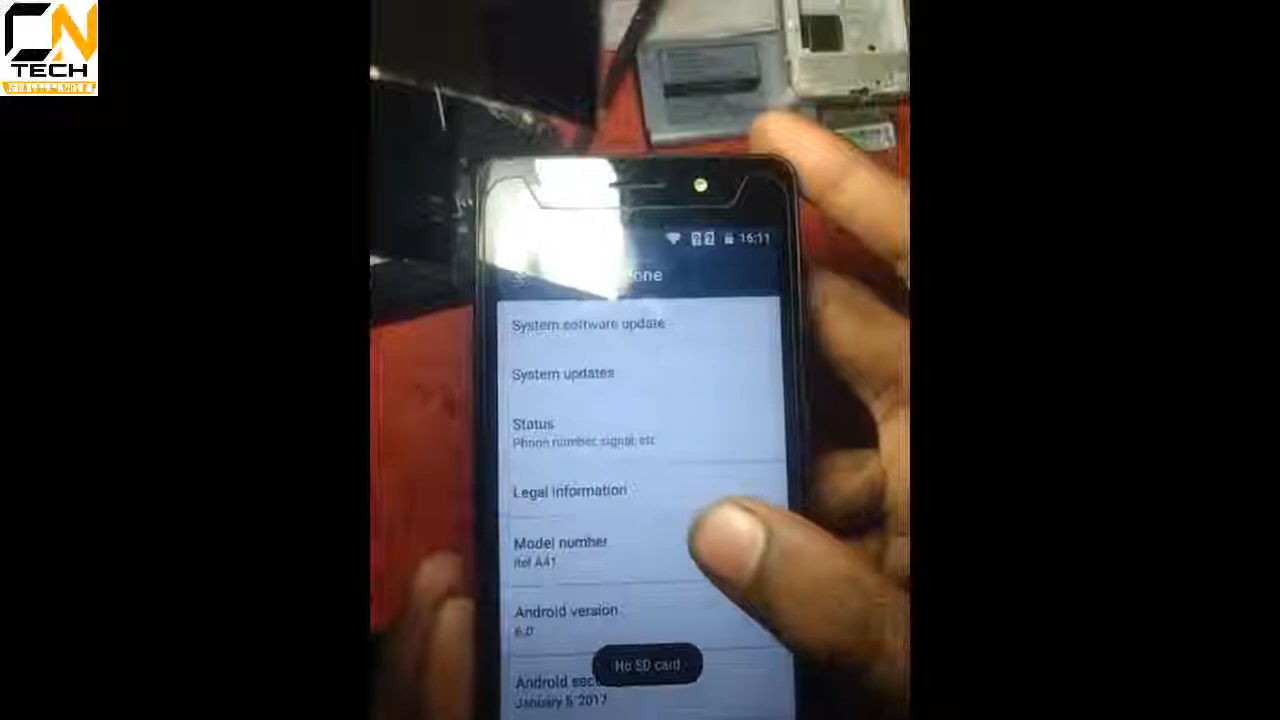 CN
TECH
16:11
one
System software update
System updates
Status
Phone number, signal, etc
Legal information
Model number
itel A41
Android version
6.0
No SD card
Android sec
January 5, 2017